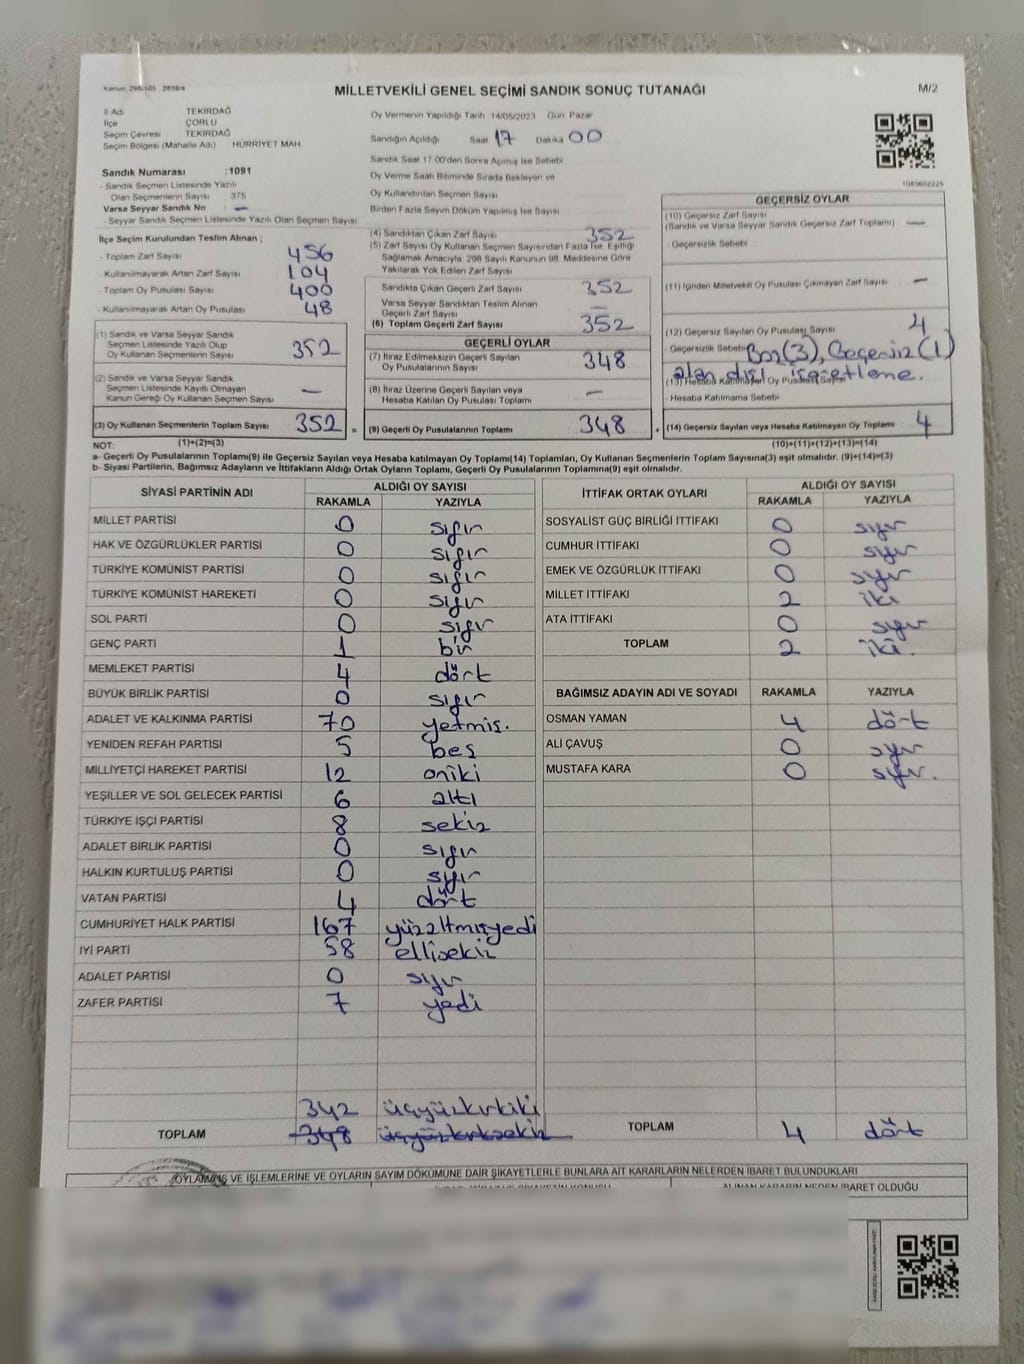 Kanun: 298/105 2839/4
MİLLETVEKİLİ GENEL SEÇİMİ SANDIK SONUÇ TUTANAĞI
M/2
İl Adı TEKİRDAĞ
İlçe ÇORLU
Seçim Çevresi TEKİRDAĞ
Seçim Bölgesi (Mahalle Adı) HÜRRİYET MAH
Sandık Numarası :1091
- Sandık Seçmen Listesinde Yazılı
Olan Seçmenlerin Sayısı 375
Varsa Seyyar Sandık No —
- Seyyar Sandık Seçmen Listesinde Yazılı Olan Seçmen Sayısı
İlçe Seçim Kurulundan Teslim Alınan ;
- Toplam Zarf Sayısı 456
- Kullanılmayarak Artan Zarf Sayısı 104
- Toplam Oy Pusulası Sayısı 400
- Kullanılmayarak Artan Oy Pusulası 48
(1) Sandık ve Varsa Seyyar Sandık
Seçmen Listesinde Yazılı Olup
Oy Kullanan Seçmenlerin Sayısı 352
(2) Sandık ve Varsa Seyyar Sandık
Seçmen Listesinde Kayıtlı Olmayan
Kanun Gereği Oy Kullanan Seçmen Sayısı —
(3) Oy Kullanan Seçmenlerin Toplam Sayısı 352 =
Oy Vermenin Yapıldığı Tarih 14/05/2023 Gün Pazar
Sandığın Açıldığı Saat 17 Dakika 00
Sandık Saat 17.00'den Sonra Açılmış İse Sebebi
Oy Verme Saati Bitiminde Sırada Bekleyen ve
Oy Kullandırılan Seçmen Sayısı
Birden Fazla Sayım Döküm Yapılmış İse Sayısı
(4) Sandıktan Çıkan Zarf Sayısı 352
(5) Zarf Sayısı Oy Kullanan Seçmen Sayısından Fazla İse, Eşitliği
Sağlamak Amacıyla, 298 Sayılı Kanunun 98. Maddesine Göre
Yakılarak Yok Edilen Zarf Sayısı
Sandıkta Çıkan Geçerli Zarf Sayısı 352
Varsa Seyyar Sandıktan Teslim Alınan
Geçerli Zarf Sayısı —
(6) Toplam Geçerli Zarf Sayısı 352
GEÇERLİ OYLAR
(7) İtiraz Edilmeksizin Geçerli Sayılan
Oy Pusulalarının Sayısı 348
(8) İtiraz Üzerine Geçerli Sayılan veya
Hesaba Katılan Oy Pusulası Toplamı —
(9) Geçerli Oy Pusulalarının Toplamı 348 +
1083602225
GEÇERSİZ OYLAR
(10) Geçersiz Zarf Sayısı
(Sandık ve Varsa Seyyar Sandık Geçersiz Zarf Toplamı) —
- Geçersizlik Sebebi
(11) İçinden Milletvekili Oy Pusulası Çıkmayan Zarf Sayısı —
(12) Geçersiz Sayılan Oy Pusulası Sayısı 4
- Geçersizlik Sebebi Boş(3), Geçersiz(1)
alan dışı işaretleme.
(13) Hesaba Katılmayan Oy Pusulası Sayısı
- Hesaba Katılmama Sebebi
(14) Geçersiz Sayılan veya Hesaba Katılmayan Oy Toplamı 4
NOT: (1)+(2)=(3) (10)+(11)+(12)+(13)=(14)
a- Geçerli Oy Pusulalarının Toplamı(9) ile Geçersiz Sayılan veya Hesaba katılmayan Oy Toplamı(14) Toplamları, Oy Kullanan Seçmenlerin Toplam Sayısına(3) eşit olmalıdır. (9)+(14)=(3)
b- Siyasi Partilerin, Bağımsız Adayların ve İttifakların Aldığı Ortak Oyların Toplamı, Geçerli Oy Pusulalarının Toplamına(9) eşit olmalıdır.
SİYASİ PARTİNİN ADI ALDIĞI OY SAYISI
RAKAMLA YAZIYLA
MİLLET PARTİSİ 0 sıfır
HAK VE ÖZGÜRLÜKLER PARTİSİ 0 sıfır
TÜRKİYE KOMÜNİST PARTİSİ 0 sıfır
TÜRKİYE KOMÜNİST HAREKETİ 0 sıfır
SOL PARTİ 0 sıfır
GENÇ PARTİ 1 bir
MEMLEKET PARTİSİ 4 dört
BÜYÜK BİRLİK PARTİSİ 0 sıfır
ADALET VE KALKINMA PARTİSİ 70 yetmiş.
YENİDEN REFAH PARTİSİ 5 beş
MİLLİYETÇİ HAREKET PARTİSİ 12 oniki
YEŞİLLER VE SOL GELECEK PARTİSİ 6 altı
TÜRKİYE İŞÇİ PARTİSİ 8 sekiz
ADALET BİRLİK PARTİSİ 0 sıfır
HALKIN KURTULUŞ PARTİSİ 0 sıfır
VATAN PARTİSİ 4 dört
CUMHURİYET HALK PARTİSİ 167 yüzaltmışyedi
İYİ PARTİ 58 ellisekiz
ADALET PARTİSİ 0 sıfır
ZAFER PARTİSİ 7 yedi
342 üçyüzkırkiki
TOPLAM 348 üçyüzkırksekiz
İTTİFAK ORTAK OYLARI ALDIĞI OY SAYISI
RAKAMLA YAZIYLA
SOSYALİST GÜÇ BİRLİĞİ İTTİFAKI 0 sıfır
CUMHUR İTTİFAKI 0 sıfır
EMEK VE ÖZGÜRLÜK İTTİFAKI 0 sıfır
MİLLET İTTİFAKI 2 iki
ATA İTTİFAKI 0 sıfır
TOPLAM 2 iki.
BAĞIMSIZ ADAYIN ADI VE SOYADI RAKAMLA YAZIYLA
OSMAN YAMAN 4 dört
ALİ ÇAVUŞ 0 sıfır
MUSTAFA KARA 0 sıfır.
TOPLAM 4 dört
OYLAMA İŞ VE İŞLEMLERİNE VE OYLARIN SAYIM DÖKÜMÜNE DAİR ŞİKAYETLERLE BUNLARA AİT KARARLARIN NELERDEN İBARET BULUNDUKLARI
ALINAN KARARIN NEDEN İBARET OLDUĞU